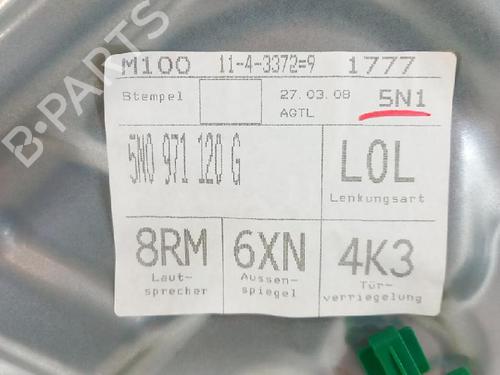 M100 11-4-3372=9 1777
Stempel 27.03.08 5N1
AGTL
5N0 971 120 G
L0L
Lenkungsart
8RM 6XN 4K3
Laut-
sprecher
Aussen-
spiegel
Tür-
verriegelung
B-PARTS